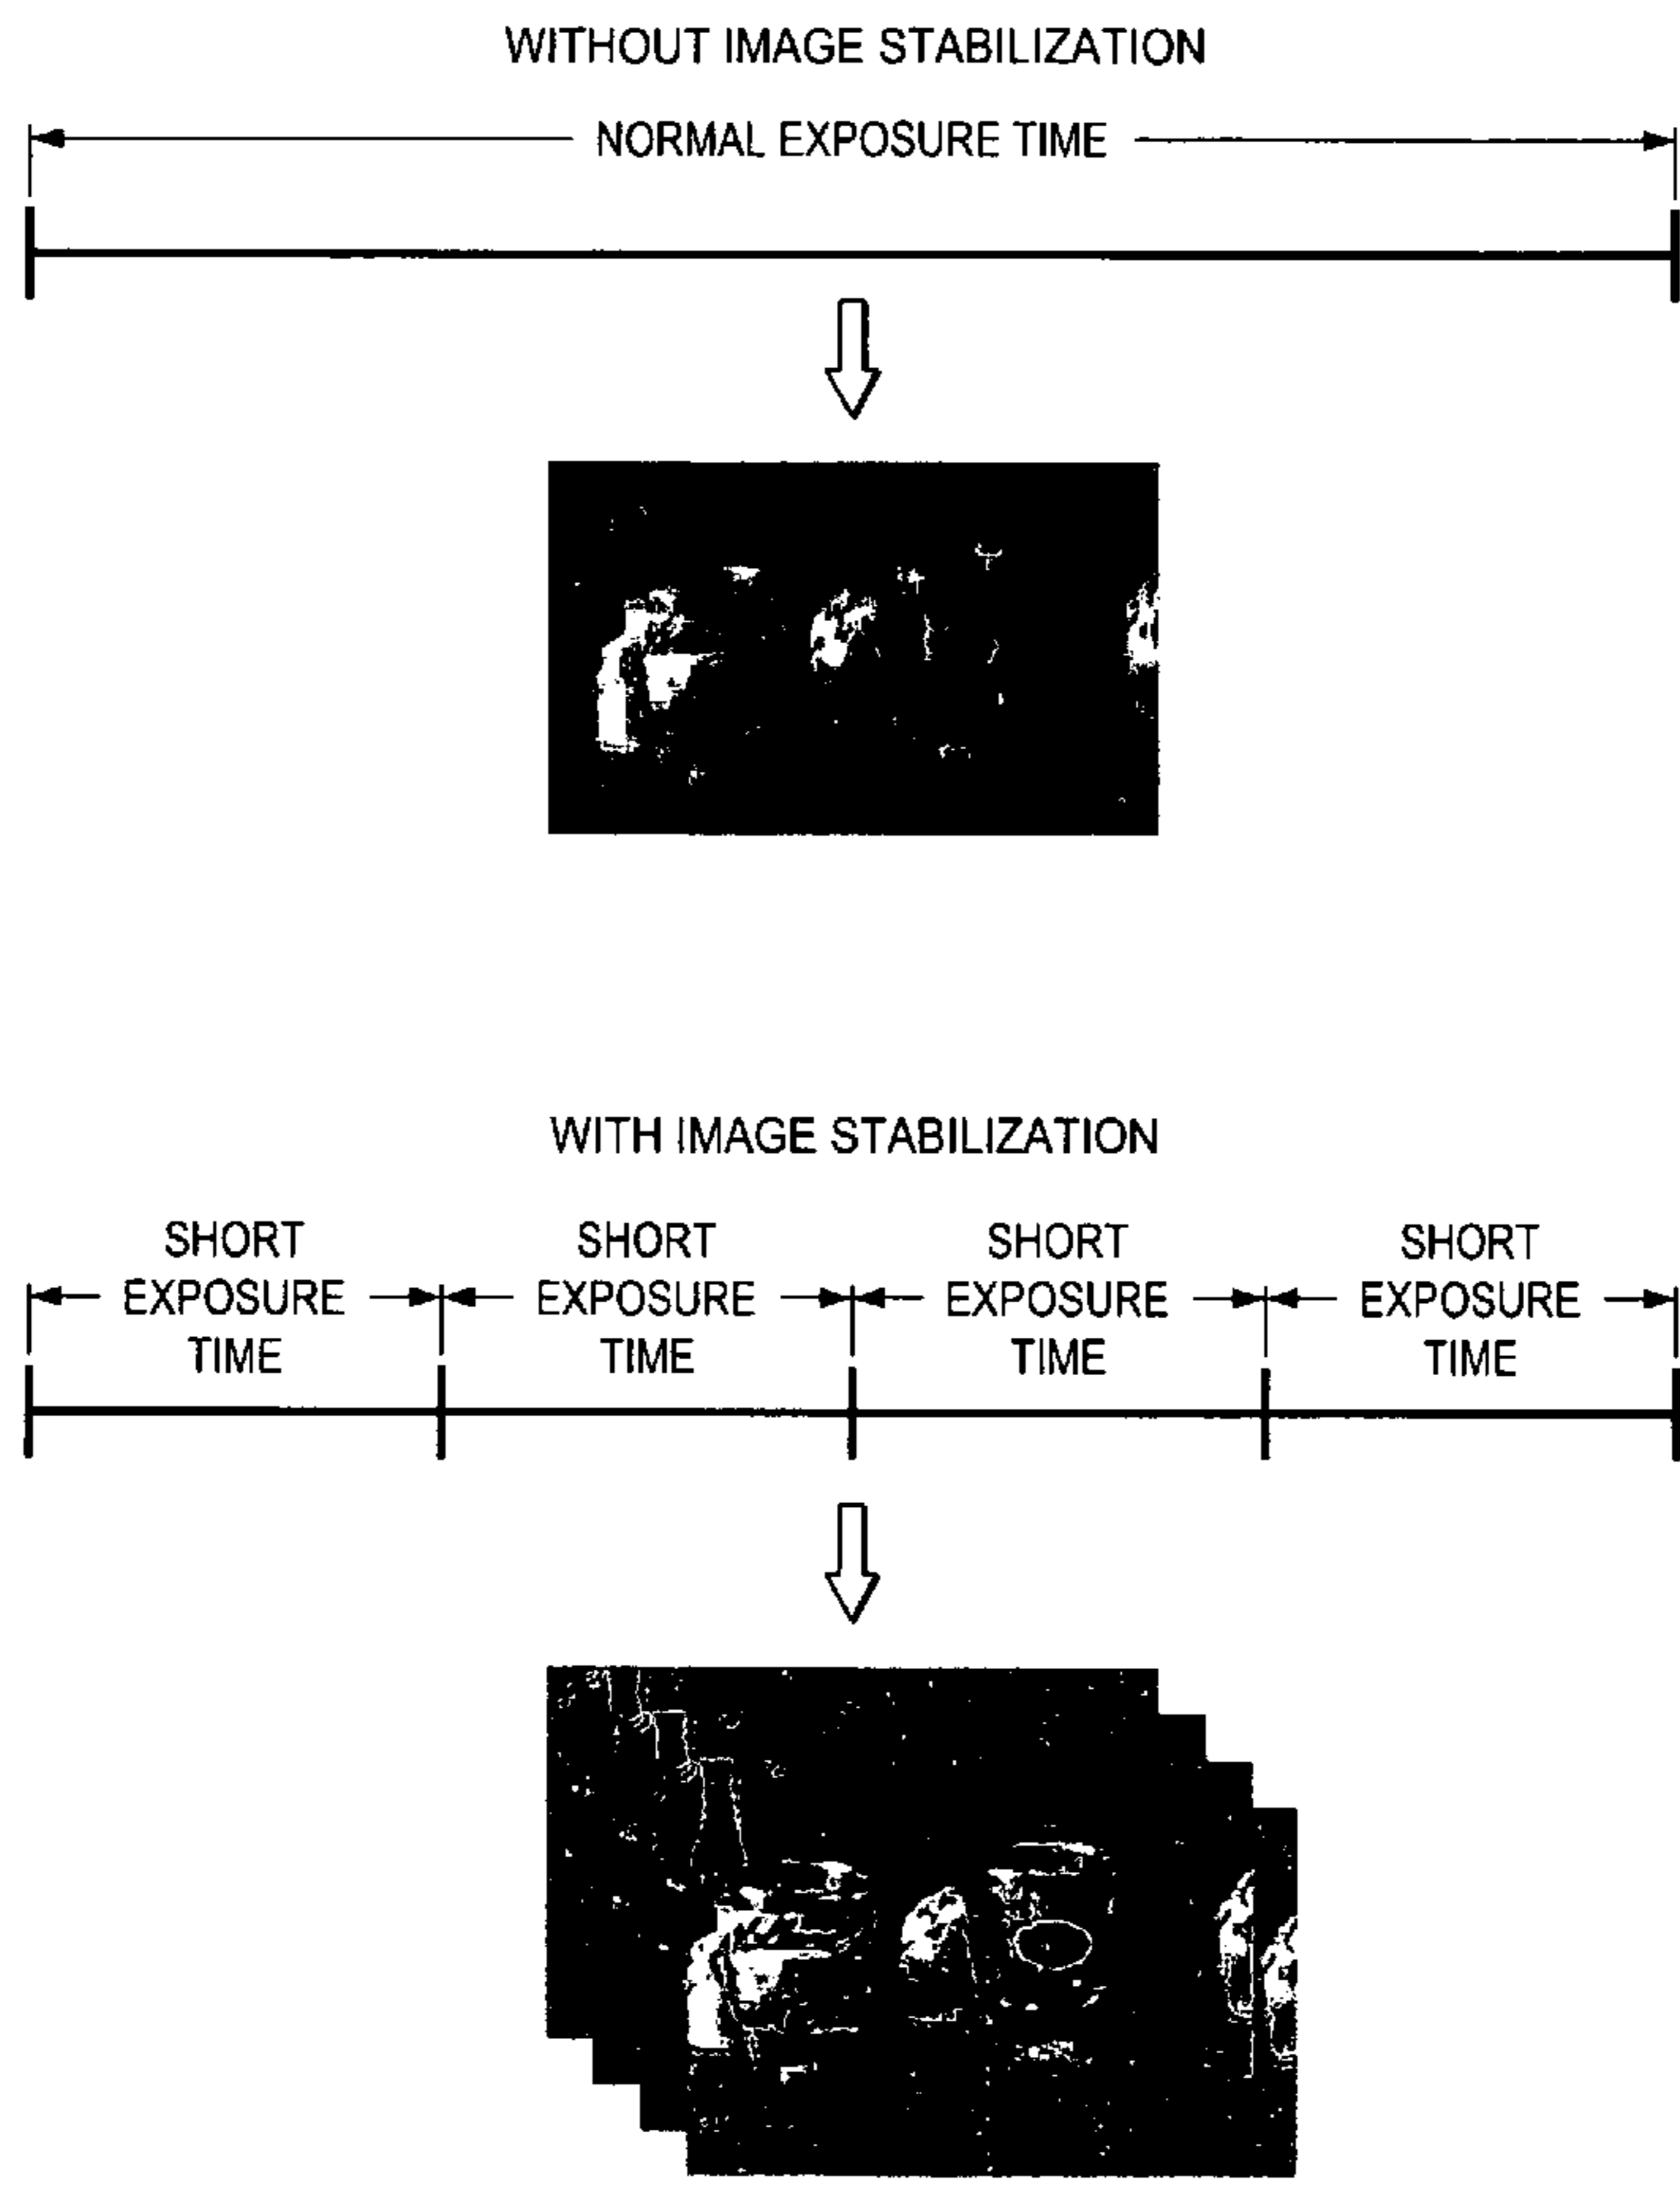 WITHOUT IMAGE STABILIZATION
NORMAL EXPOSURE TIME
WITH IMAGE STABILIZATION
SHORT SHORT SHORT SHORT
EXPOSURE EXPOSURE EXPOSURE EXPOSURE
TIME TIME TIME TIME